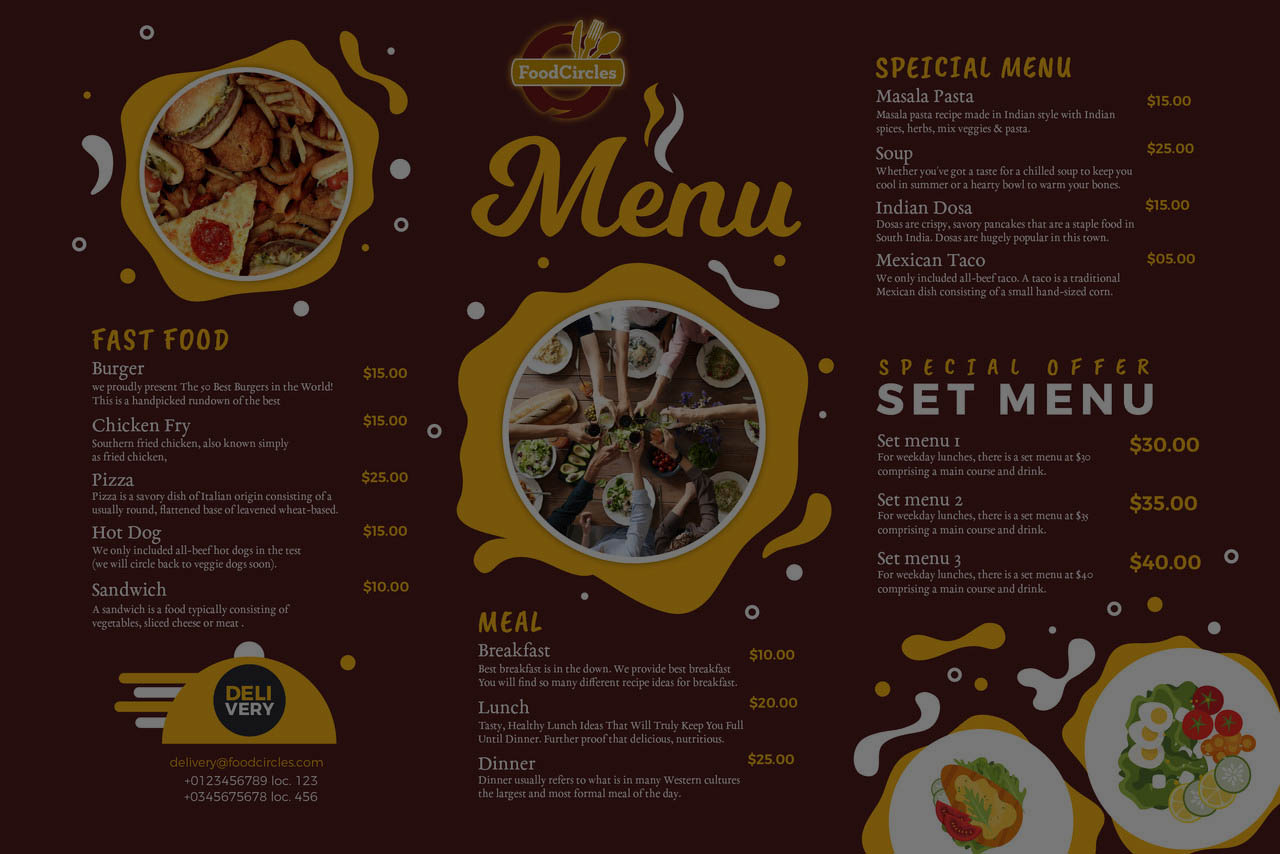 FoodCircles
Menu
FAST FOOD
Burger
$15.00
we proudly present The 50 Best Burgers in the World!
This is a handpicked rundown of the best
Chicken Fry
$15.00
Southern fried chicken, also known simply
as fried chicken,
Pizza
$25.00
Pizza is a savory dish of Italian origin consisting of a
usually round, flattened base of leavened wheat-based.
Hot Dog
$15.00
We only included all-beef hot dogs in the test
(we will circle back to veggie dogs soon).
Sandwich
$10.00
A sandwich is a food typically consisting of
vegetables, sliced cheese or meat .
DELI
VERY
delivery@foodcircles.com
+0123456789 loc. 123
+0345675678 loc. 456
MEAL
Breakfast
$10.00
Best breakfast is in the down. We provide best breakfast
You will find so many different recipe ideas for breakfast.
Lunch
$20.00
Tasty, Healthy Lunch Ideas That Will Truly Keep You Full
Until Dinner. Further proof that delicious, nutritious.
Dinner
$25.00
Dinner usually refers to what is in many Western cultures
the largest and most formal meal of the day.
SPEICIAL MENU
Masala Pasta
$15.00
Masala pasta recipe made in Indian style with Indian
spices, herbs, mix veggies & pasta.
Soup
$25.00
Whether you've got a taste for a chilled soup to keep you
cool in summer or a hearty bowl to warm your bones.
Indian Dosa
$15.00
Dosas are crispy, savory pancakes that are a staple food in
South India. Dosas are hugely popular in this town.
Mexican Taco
$05.00
We only included all-beef taco. A taco is a traditional
Mexican dish consisting of a small hand-sized corn.
SPECIAL OFFER
SET MENU
Set menu 1
$30.00
For weekday lunches, there is a set menu at $30
comprising a main course and drink.
Set menu 2
$35.00
For weekday lunches, there is a set menu at $35
comprising a main course and drink.
Set menu 3
$40.00
For weekday lunches, there is a set menu at $40
comprising a main course and drink.